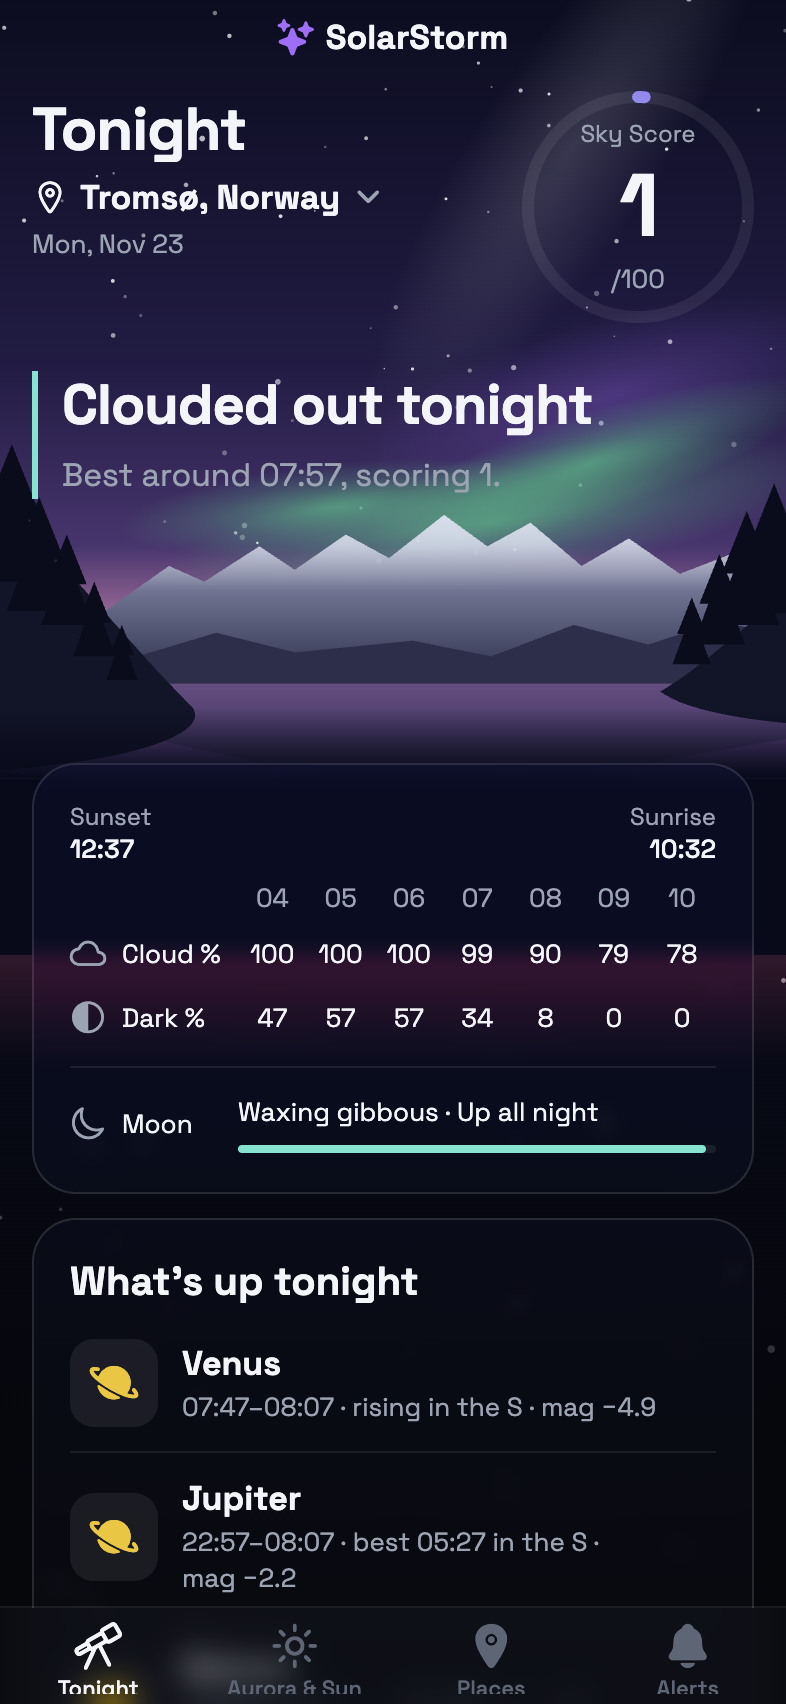 SolarStorm
Tonight
Tromsø, Norway
Mon, Nov 23
Sky Score
1
/100
Clouded out tonight
Best around 07:57, scoring 1.
Sunset Sunrise
12:37 10:32
04 05 06 07 08 09 10
Cloud % 100 100 100 99 90 79 78
Dark % 47 57 57 34 8 0 0
Moon Waxing gibbous · Up all night
What's up tonight
Venus
07:47–08:07 · rising in the S · mag −4.9
Jupiter
22:57–08:07 · best 05:27 in the S ·
mag −2.2
Tonight Aurora & Sun Places Alerts